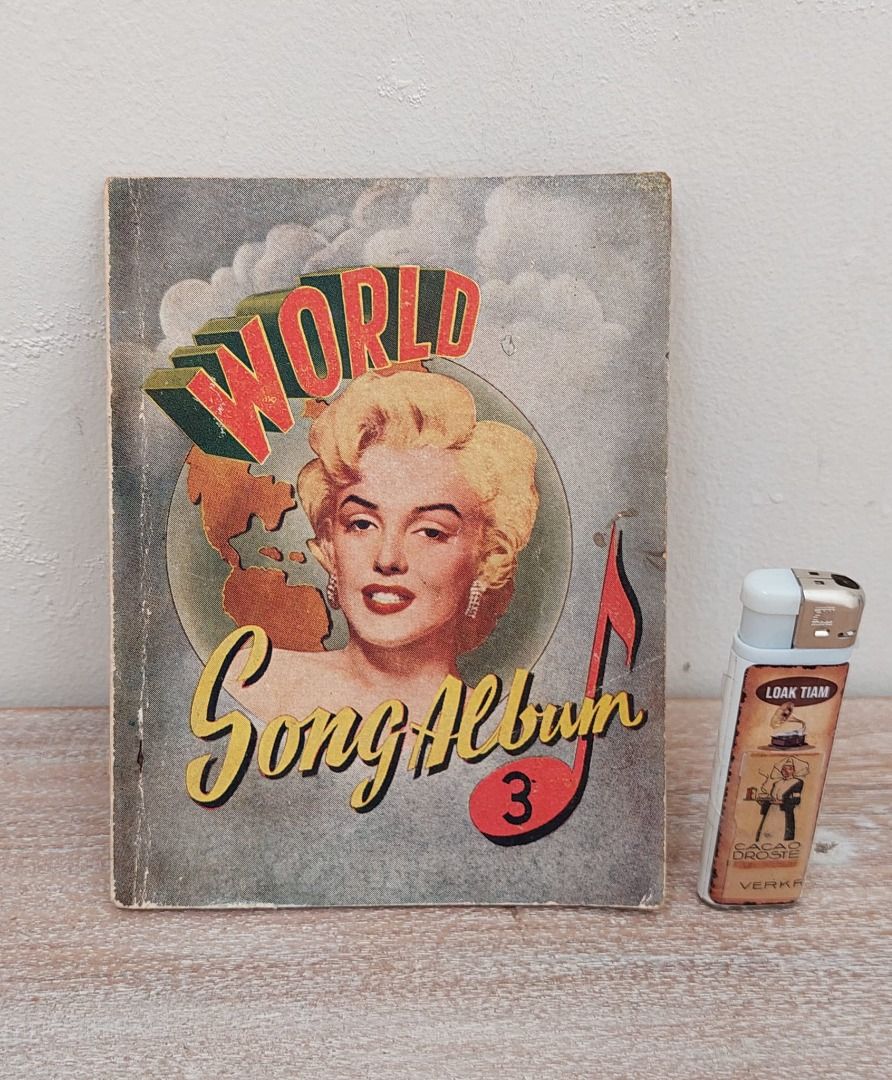 WORLD
Song Album
3
LOAK TIAM
CACAO
DROSTE
VERKR